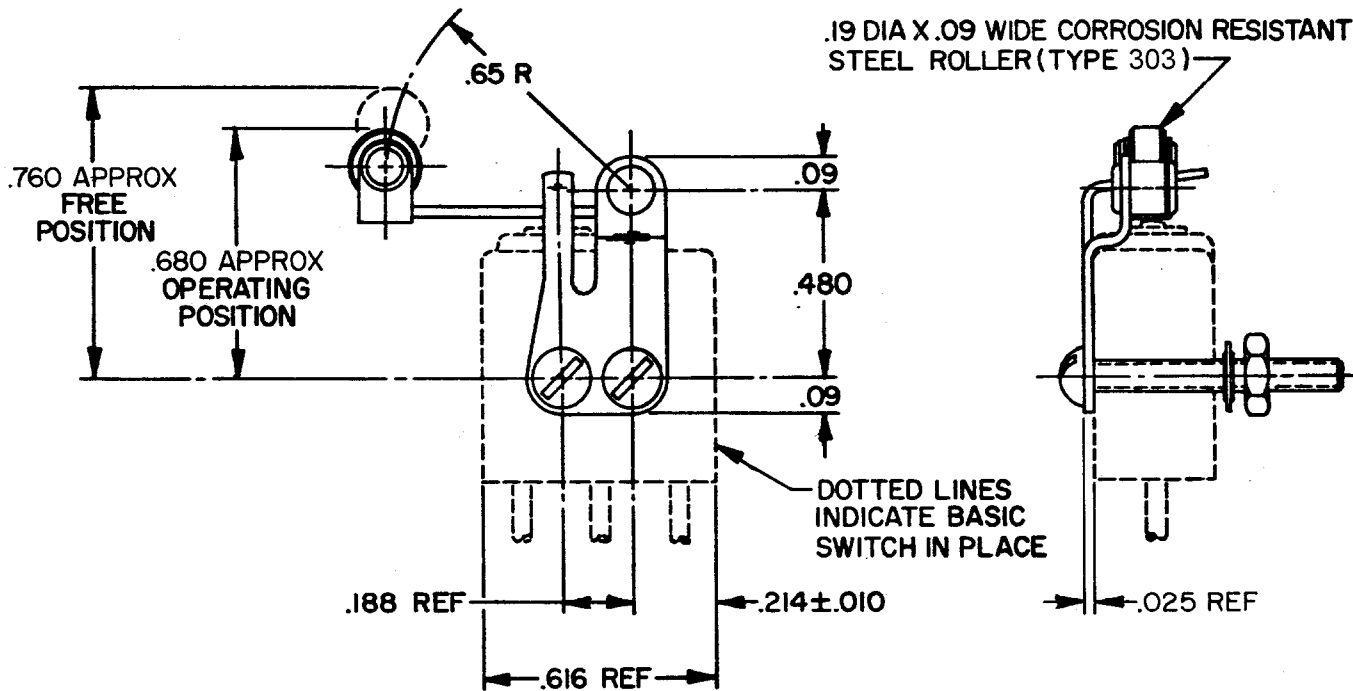 .19 DIA X .09 WIDE CORROSION RESISTANT
STEEL ROLLER (TYPE 303)
.65 R
.760 APPROX
FREE
POSITION
.680 APPROX
OPERATING
POSITION
.09
.480
.09
DOTTED LINES
INDICATE BASIC
SWITCH IN PLACE
.188 REF
.214±.010
.025 REF
.616 REF